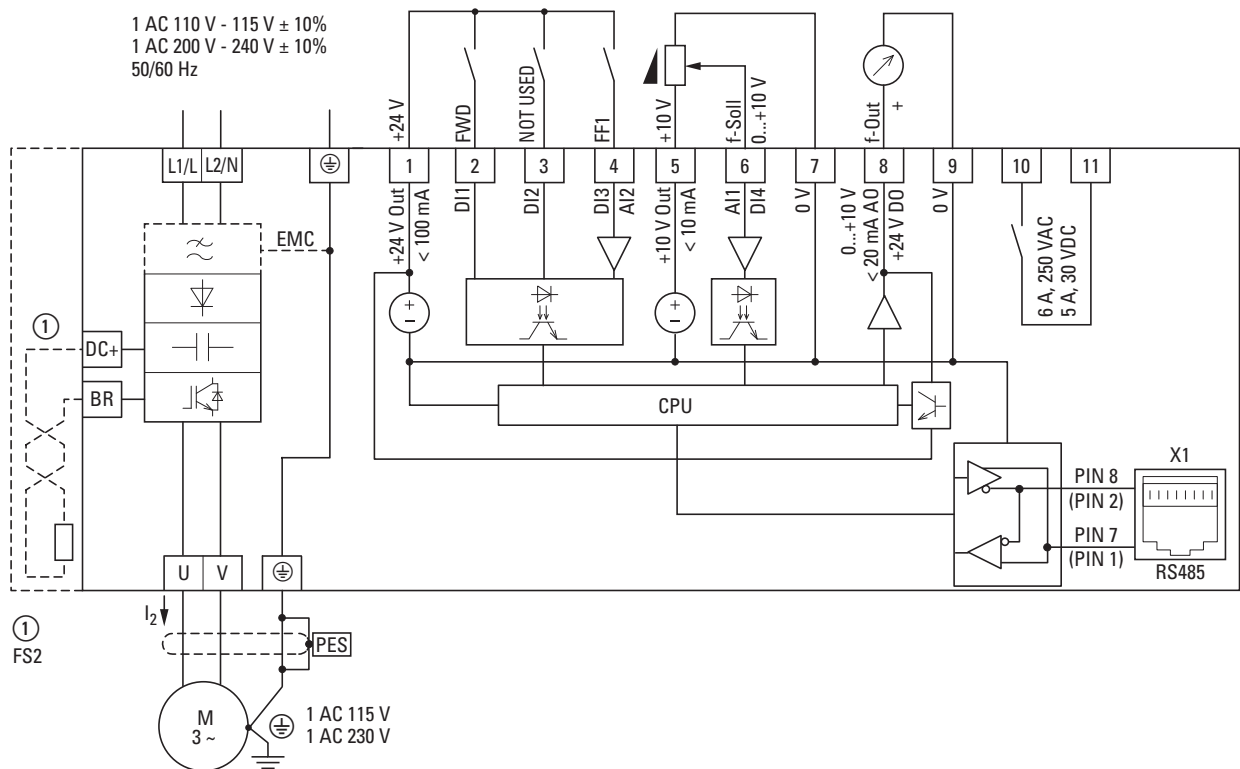 1 AC 110 V - 115 V ± 10%
1 AC 200 V - 240 V ± 10%
50/60 Hz
+24 V
FWD
NOT USED
FF1
+10 V
f-Soll
0...+10 V
f-Out
+
L1/L
L2/N
1
2
3
4
5
6
7
8
9
10
11
+24 V Out
< 100 mA
DI1
DI2
DI3
AI2
+10 V Out
< 10 mA
AI1
DI4
0 V
0...+10 V
< 20 mA AO
+24 V DO
0 V
6 A, 250 VAC
5 A, 30 VDC
EMC
+
-
+
-
①
DC+
BR
CPU
X1
PIN 8
(PIN 2)
PIN 7
(PIN 1)
RS485
U
V
I2
PES
①
FS2
M
3 ~
1 AC 115 V
1 AC 230 V